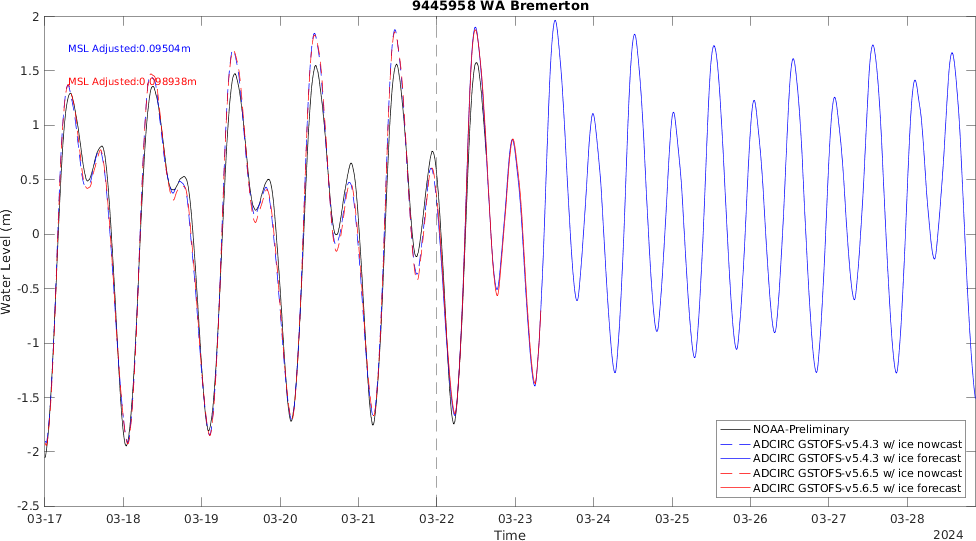 9445958 WA Bremerton
MSL Adjusted:0.09504m
MSL Adjusted:0.098938m
Water Level (m)
2
1.5
1
0.5
0
-0.5
-1
-1.5
-2
-2.5
NOAA-Preliminary
ADCIRC GSTOFS-v5.4.3 w/ ice nowcast
ADCIRC GSTOFS-v5.4.3 w/ ice forecast
ADCIRC GSTOFS-v5.6.5 w/ ice nowcast
ADCIRC GSTOFS-v5.6.5 w/ ice forecast
03-17 03-18 03-19 03-20 03-21 03-22 03-23 03-24 03-25 03-26 03-27 03-28
Time
2024